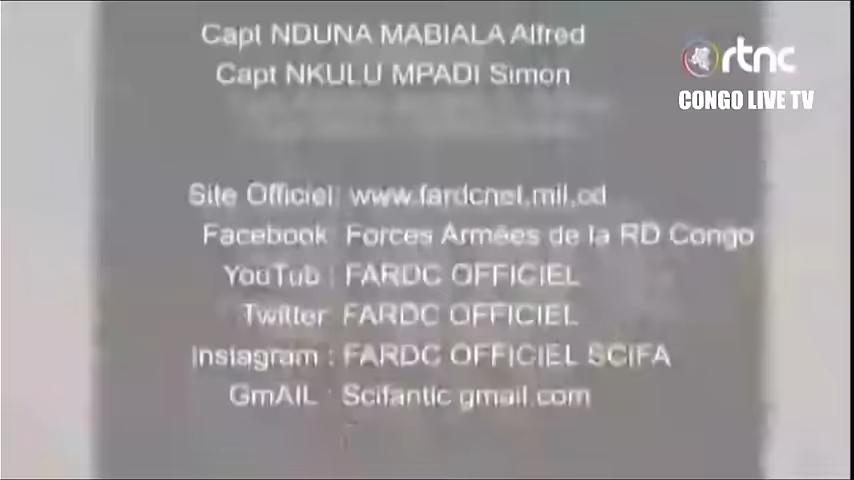 Capt NDUNA MABIALA Alfred
Capt NKULU MPADI Simon
rtnc
CONGO LIVE TV
Site Officiel: www.fardcnet.mil.cd
Facebook Forces Armées de la RD Congo
YouTub : FARDC OFFICIEL
Twitter FARDC OFFICIEL
Instagram : FARDC OFFICIEL SCIFA
GmAIL : Scifantic gmail.com